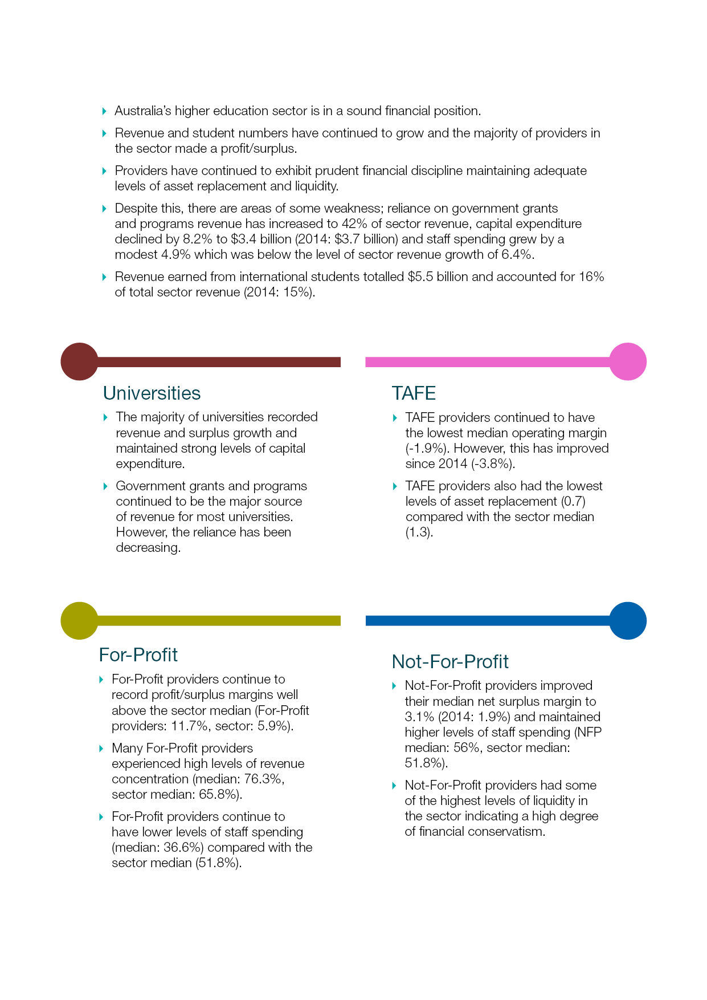 Australia’s higher education sector is in a sound financial position.
Revenue and student numbers have continued to grow and the majority of providers in
the sector made a profit/surplus.
Providers have continued to exhibit prudent financial discipline maintaining adequate
levels of asset replacement and liquidity.
Despite this, there are areas of some weakness; reliance on government grants
and programs revenue has increased to 42% of sector revenue, capital expenditure
declined by 8.2% to $3.4 billion (2014: $3.7 billion) and staff spending grew by a
modest 4.9% which was below the level of sector revenue growth of 6.4%.
Revenue earned from international students totalled $5.5 billion and accounted for 16%
of total sector revenue (2014: 15%).
Universities
The majority of universities recorded
revenue and surplus growth and
maintained strong levels of capital
expenditure.
Government grants and programs
continued to be the major source
of revenue for most universities.
However, the reliance has been
decreasing.
TAFE
TAFE providers continued to have
the lowest median operating margin
(-1.9%). However, this has improved
since 2014 (-3.8%).
TAFE providers also had the lowest
levels of asset replacement (0.7)
compared with the sector median
(1.3).
For-Profit
For-Profit providers continue to
record profit/surplus margins well
above the sector median (For-Profit
providers: 11.7%, sector: 5.9%).
Many For-Profit providers
experienced high levels of revenue
concentration (median: 76.3%,
sector median: 65.8%).
For-Profit providers continue to
have lower levels of staff spending
(median: 36.6%) compared with the
sector median (51.8%).
Not-For-Profit
Not-For-Profit providers improved
their median net surplus margin to
3.1% (2014: 1.9%) and maintained
higher levels of staff spending (NFP
median: 56%, sector median:
51.8%).
Not-For-Profit providers had some
of the highest levels of liquidity in
the sector indicating a high degree
of financial conservatism.